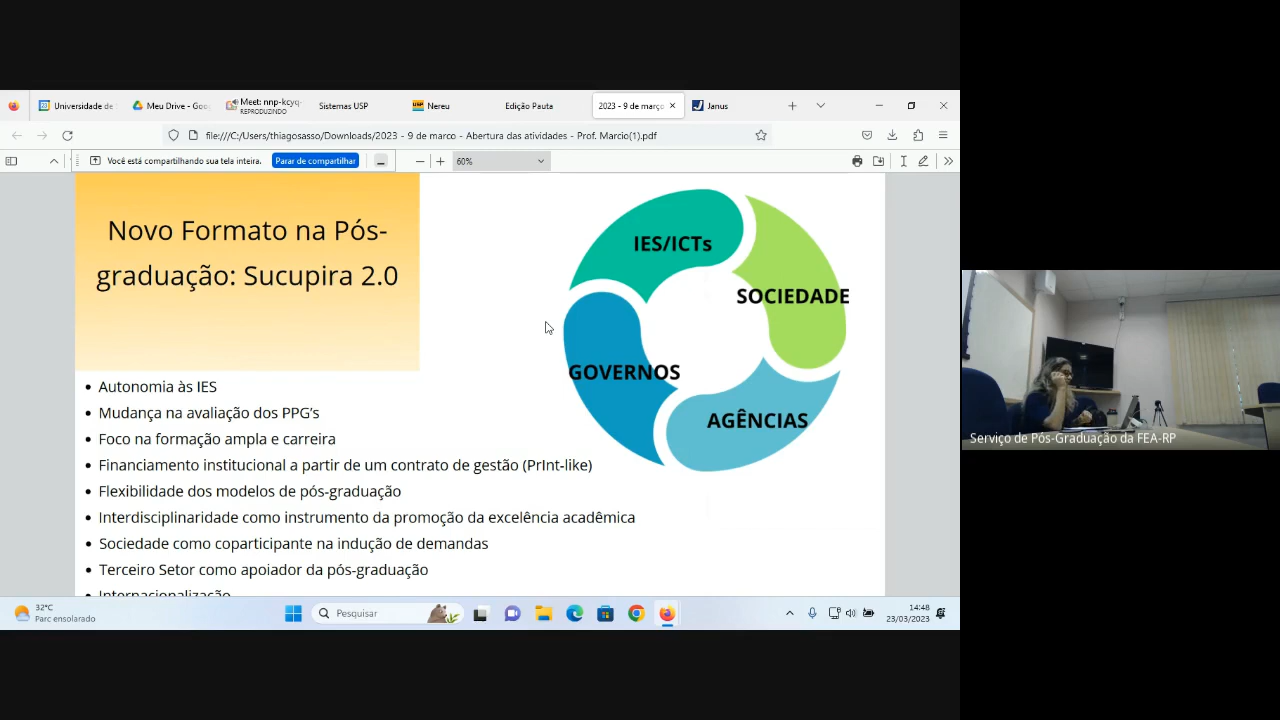 Universidade de
Meu Drive - Goo
Meet: nnp-kcyq-
REPRODUZINDO
Sistemas USP
Nereu
Edição Pauta
2023 - 9 de março
Janus
file:///C:/Users/thiagosasso/Downloads/2023 - 9 de marco - Abertura das atividades - Prof. Marcio(1).pdf
Você está compartilhando sua tela inteira.
Parar de compartilhar
60%
Novo Formato na Pós-
graduação: Sucupira 2.0
IES/ICTs
SOCIEDADE
GOVERNOS
AGÊNCIAS
• Autonomia às IES
• Mudança na avaliação dos PPG’s
• Foco na formação ampla e carreira
• Financiamento institucional a partir de um contrato de gestão (PrInt-like)
• Flexibilidade dos modelos de pós-graduação
• Interdisciplinaridade como instrumento da promoção da excelência acadêmica
• Sociedade como coparticipante na indução de demandas
• Terceiro Setor como apoiador da pós-graduação
• Internacionalização
Serviço de Pós-Graduação da FEA-RP
32°C
Parc ensolarado
Pesquisar
14:48
23/03/2023